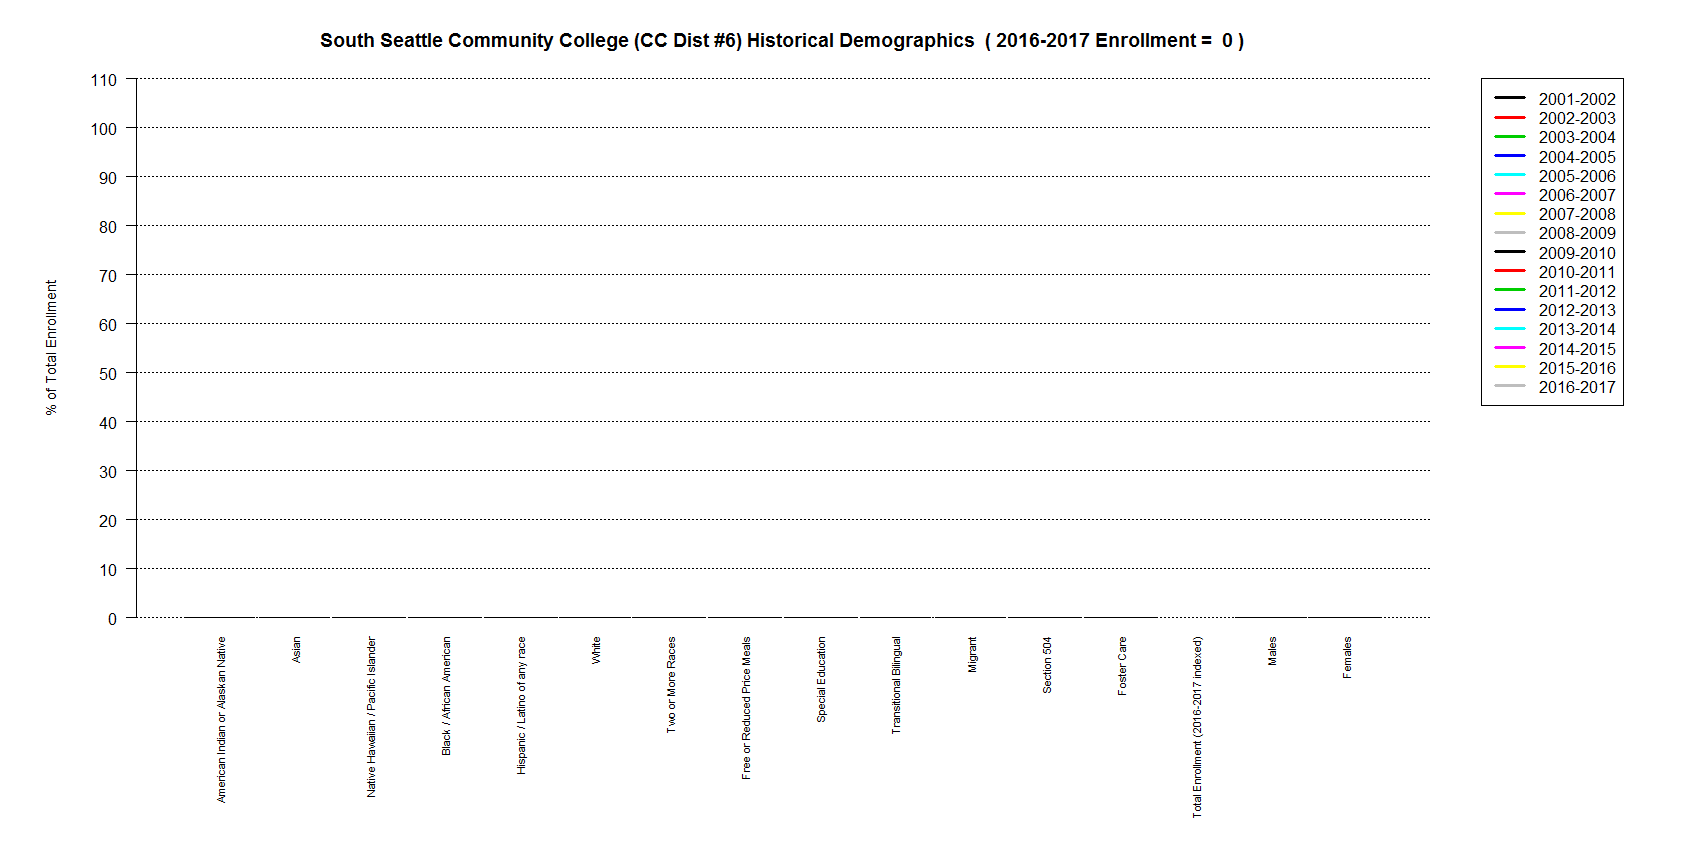 South Seattle Community College (CC Dist #6) Historical Demographics  ( 2016-2017 Enrollment =  0 )
% of Total Enrollment
110
100
90
80
70
60
50
40
30
20
10
0
American Indian or Alaskan Native
Asian
Native Hawaiian / Pacific Islander
Black / African American
Hispanic / Latino of any race
White
Two or More Races
Free or Reduced Price Meals
Special Education
Transitional Bilingual
Migrant
Section 504
Foster Care
Total Enrollment (2016-2017 indexed)
Males
Females
2001-2002
2002-2003
2003-2004
2004-2005
2005-2006
2006-2007
2007-2008
2008-2009
2009-2010
2010-2011
2011-2012
2012-2013
2013-2014
2014-2015
2015-2016
2016-2017